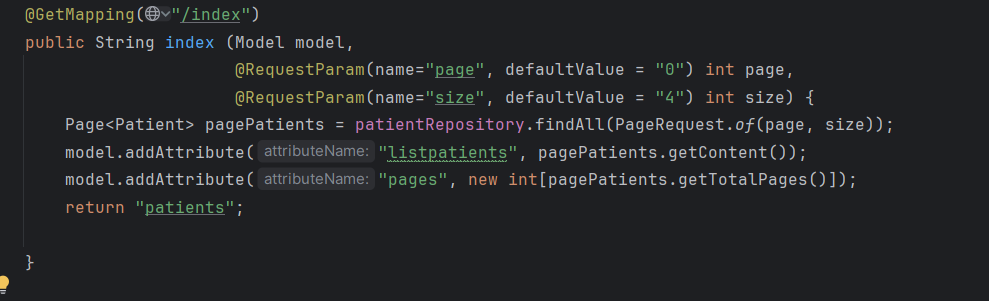 @GetMapping("/index")
public String index (Model model,
@RequestParam(name="page", defaultValue = "0") int page,
@RequestParam(name="size", defaultValue = "4") int size) {
Page<Patient> pagePatients = patientRepository.findAll(PageRequest.of(page, size));
model.addAttribute( attributeName: "listpatients", pagePatients.getContent());
model.addAttribute( attributeName: "pages", new int[pagePatients.getTotalPages()]);
return "patients";
}